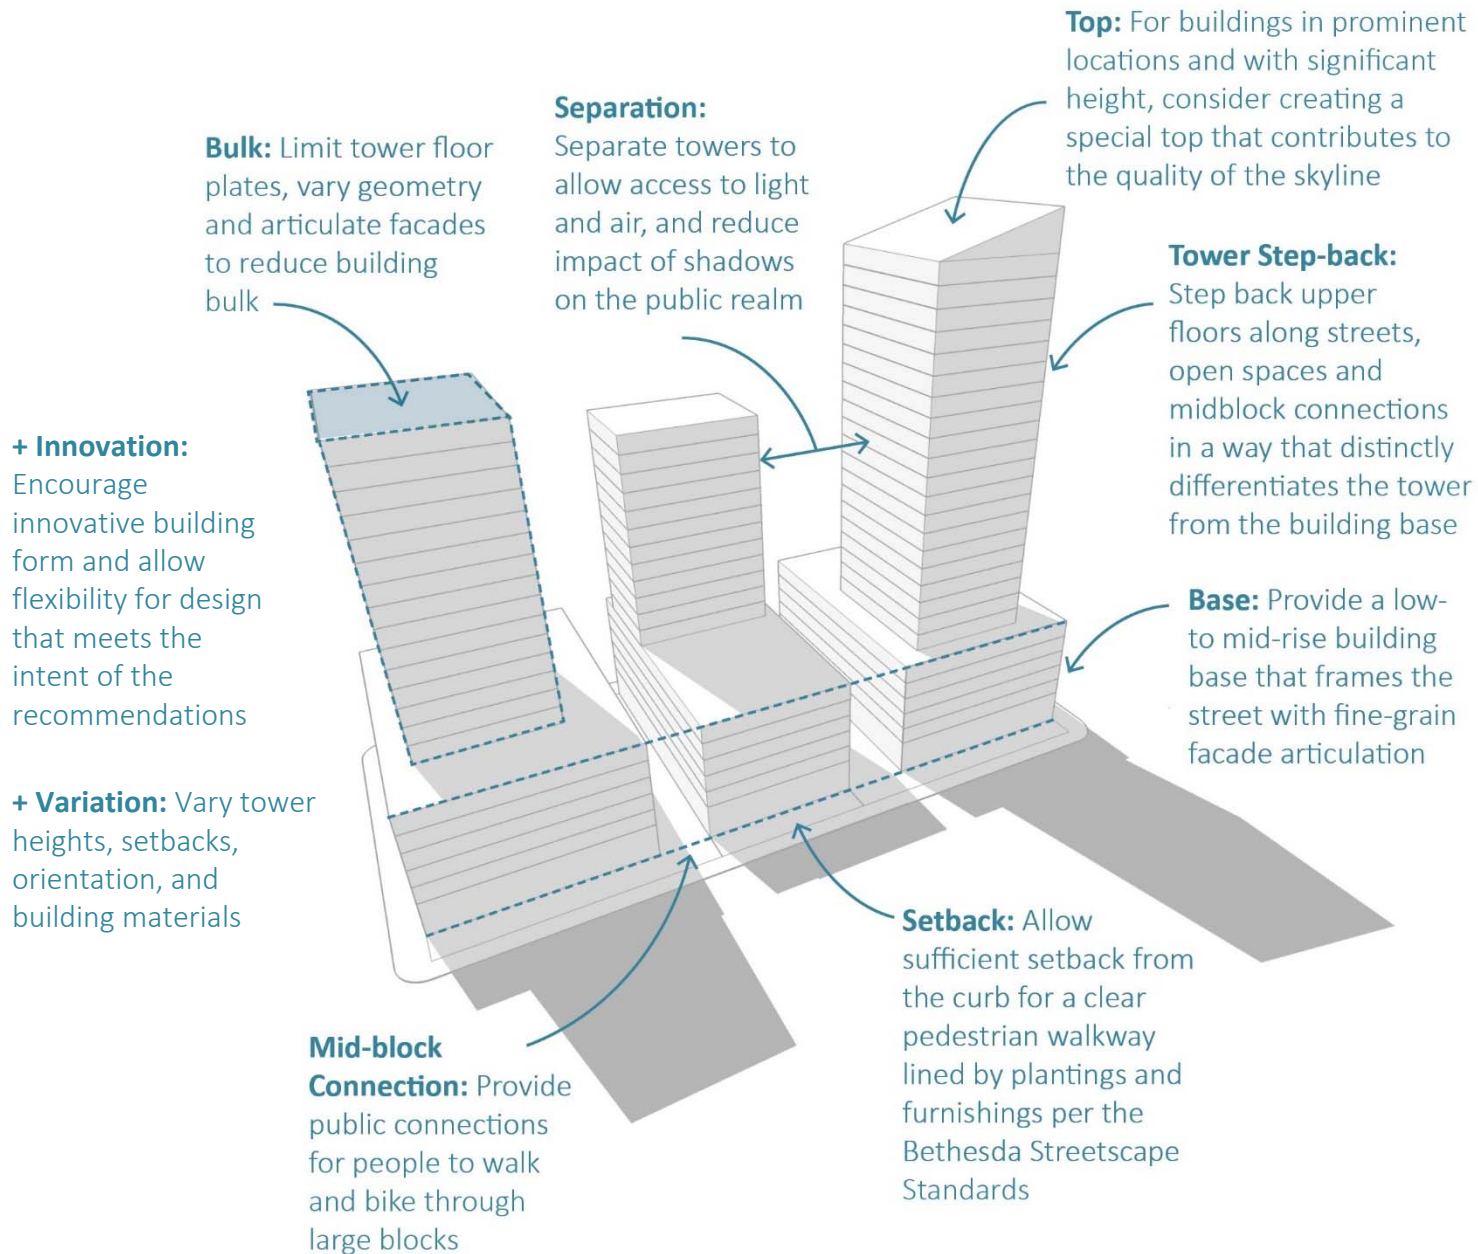 Top: For buildings in prominent
locations and with significant
height, consider creating a
special top that contributes to
the quality of the skyline
Separation:
Separate towers to
allow access to light
and air, and reduce
impact of shadows
on the public realm
Bulk: Limit tower floor
plates, vary geometry
and articulate facades
to reduce building
bulk
Tower Step-back:
Step back upper
floors along streets,
open spaces and
midblock connections
in a way that distinctly
differentiates the tower
from the building base
+ Innovation:
Encourage
innovative building
form and allow
flexibility for design
that meets the
intent of the
recommendations
Base: Provide a low-
to mid-rise building
base that frames the
street with fine-grain
facade articulation
+ Variation: Vary tower
heights, setbacks,
orientation, and
building materials
Setback: Allow
sufficient setback from
the curb for a clear
pedestrian walkway
lined by plantings and
furnishings per the
Bethesda Streetscape
Standards
Mid-block
Connection: Provide
public connections
for people to walk
and bike through
large blocks